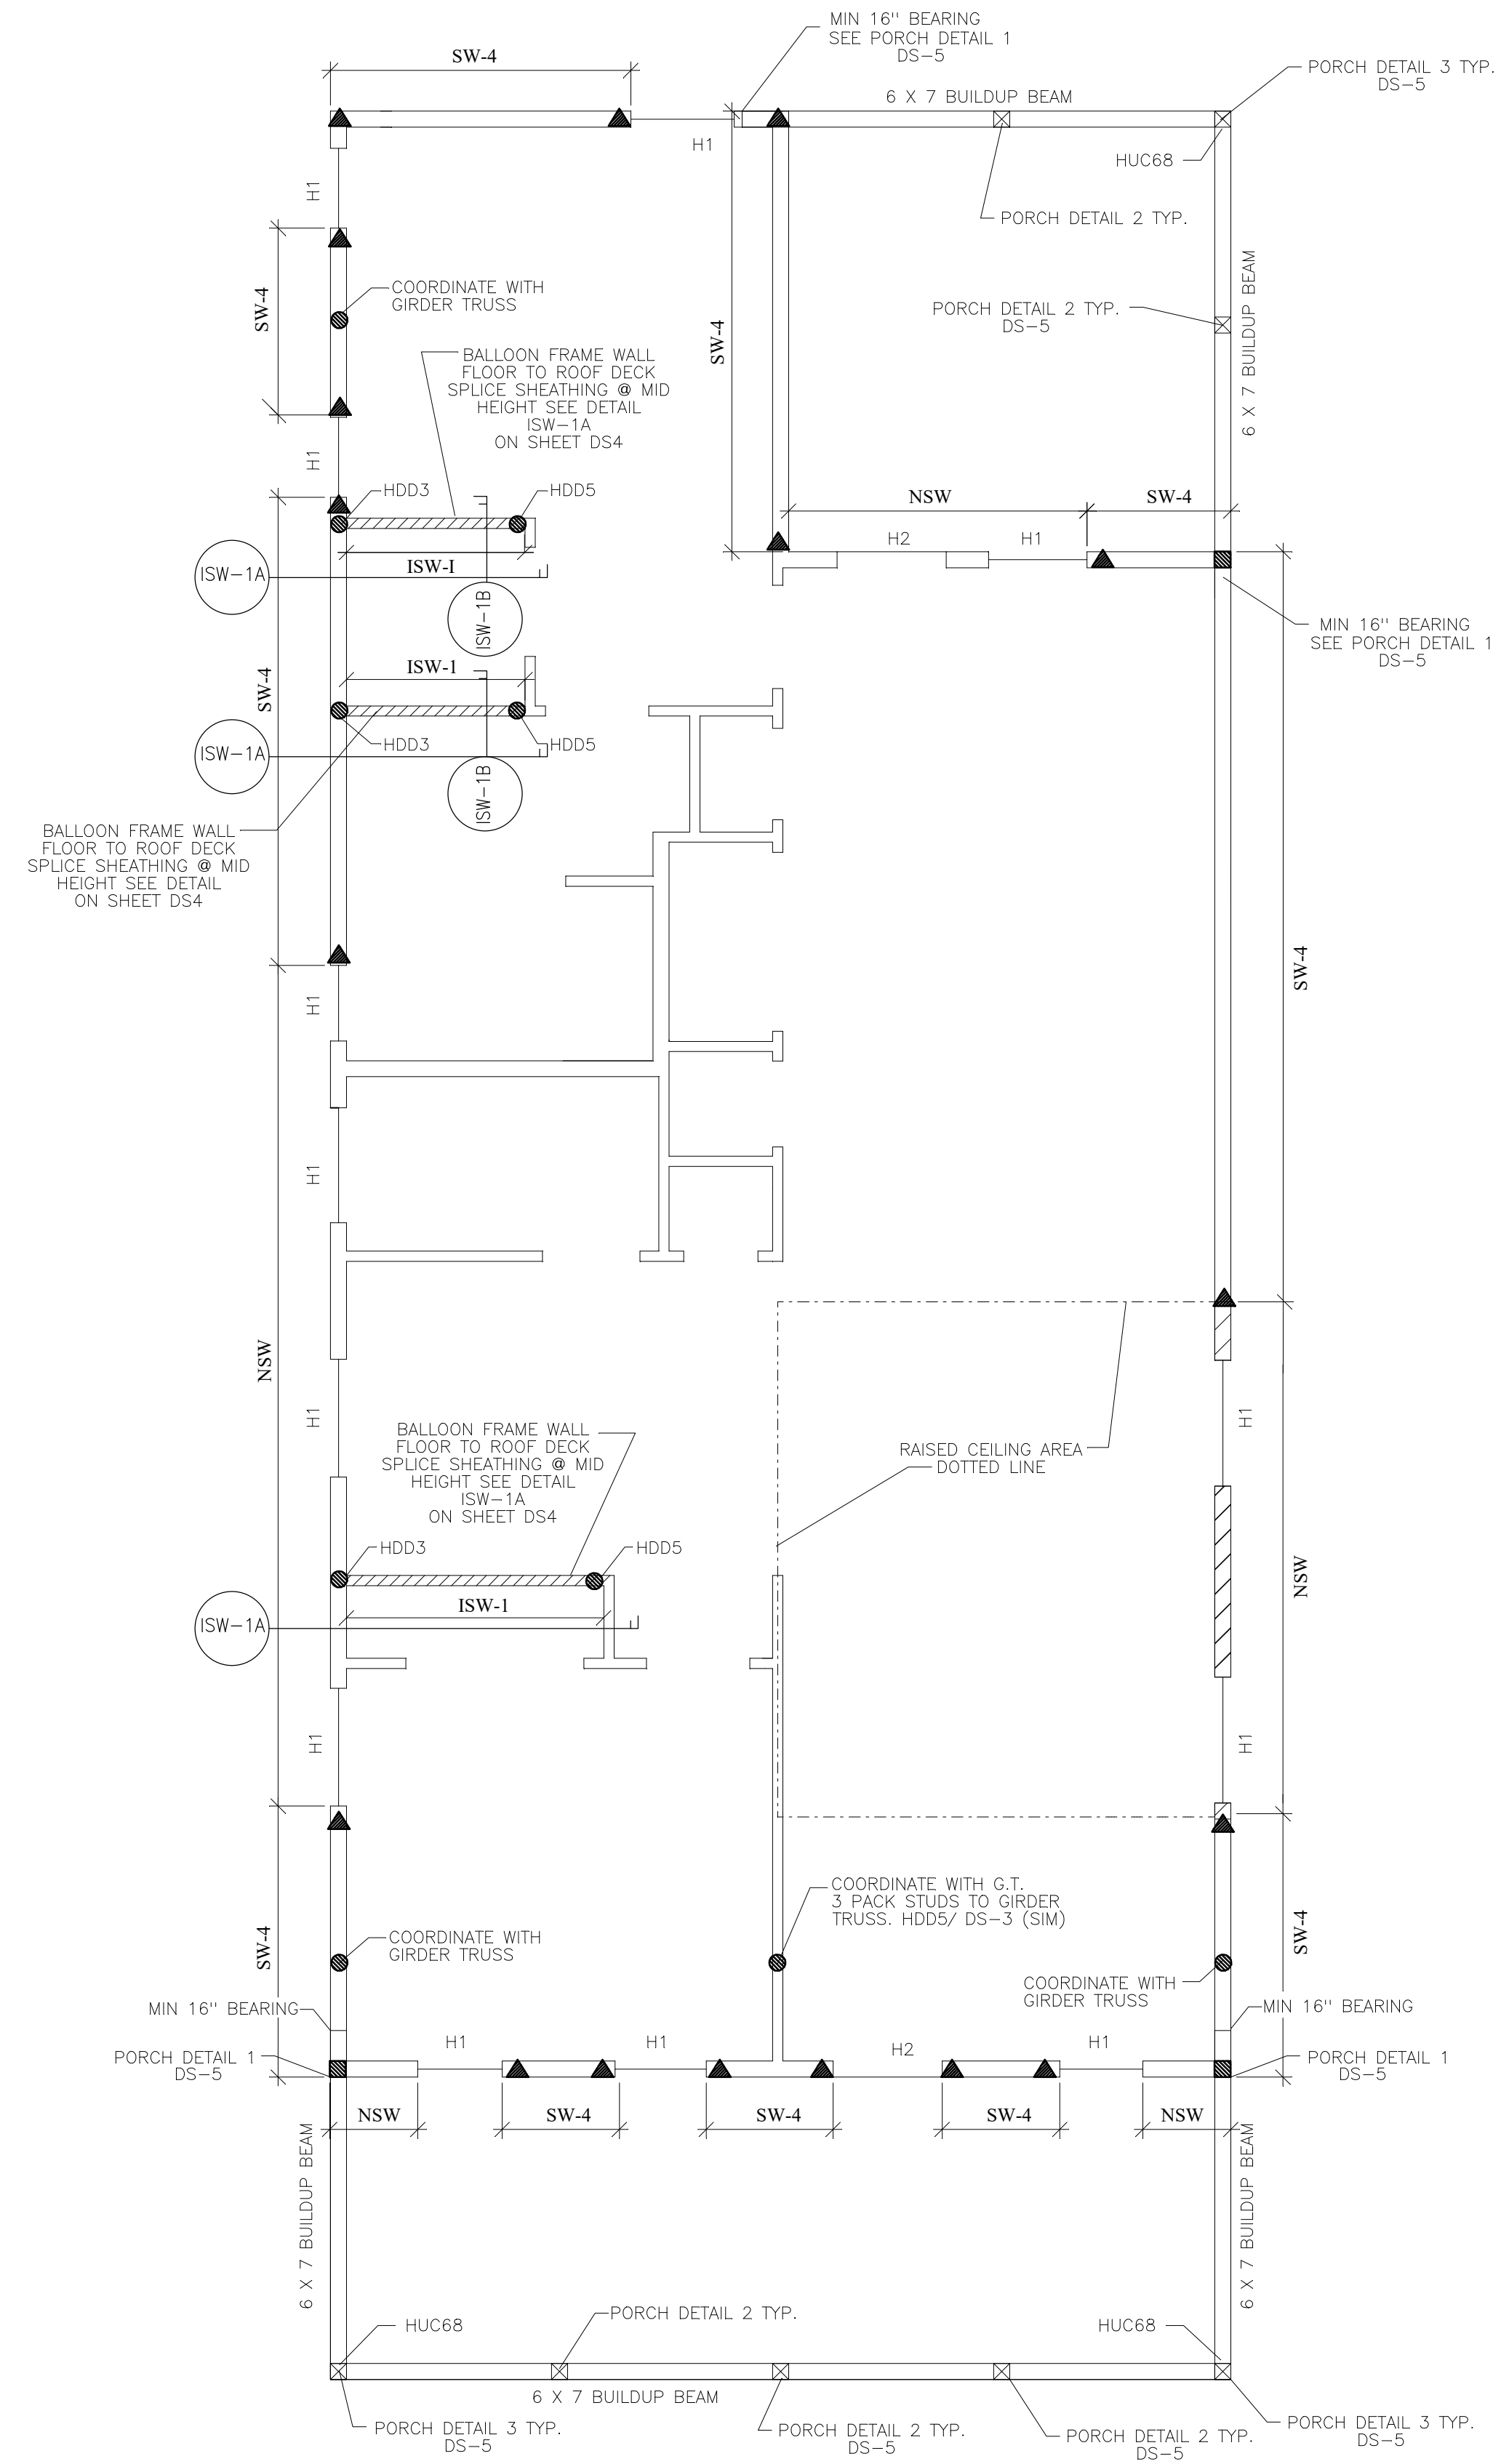 MIN 16" BEARING
SEE PORCH DETAIL 1
DS-5
SW-4
PORCH DETAIL 3 TYP.
DS-5
6 X 7 BUILDUP BEAM
H1
HUC68
H1
PORCH DETAIL 2 TYP.
SW-4
COORDINATE WITH
GIRDER TRUSS
SW-4
PORCH DETAIL 2 TYP.
DS-5
6 X 7 BUILDUP BEAM
BALLOON FRAME WALL
FLOOR TO ROOF DECK
SPLICE SHEATHING @ MID
HEIGHT SEE DETAIL
ISW-1A
ON SHEET DS4
H1
HDD3
HDD5
NSW
SW-4
H2
H1
ISW-1A
ISW-I
ISW-1B
MIN 16" BEARING
SEE PORCH DETAIL 1
DS-5
SW-4
ISW-1
HDD3
HDD5
ISW-1A
ISW-1B
BALLOON FRAME WALL
FLOOR TO ROOF DECK
SPLICE SHEATHING @ MID
HEIGHT SEE DETAIL
ON SHEET DS4
SW-4
H1
H1
NSW
H1
H1
BALLOON FRAME WALL
FLOOR TO ROOF DECK
SPLICE SHEATHING @ MID
HEIGHT SEE DETAIL
ISW-1A
ON SHEET DS4
RAISED CEILING AREA
DOTTED LINE
HDD3
HDD5
NSW
ISW-1
ISW-1A
H1
H1
COORDINATE WITH G.T.
3 PACK STUDS TO GIRDER
TRUSS. HDD5/ DS-3 (SIM)
SW-4
COORDINATE WITH
GIRDER TRUSS
SW-4
COORDINATE WITH
GIRDER TRUSS
MIN 16" BEARING
MIN 16" BEARING
H1
H1
H2
H1
PORCH DETAIL 1
DS-5
PORCH DETAIL 1
DS-5
NSW
SW-4
SW-4
SW-4
NSW
6 X 7 BUILDUP BEAM
6 X 7 BUILDUP BEAM
HUC68
PORCH DETAIL 2 TYP.
HUC68
6 X 7 BUILDUP BEAM
PORCH DETAIL 3 TYP.
DS-5
PORCH DETAIL 2 TYP.
DS-5
PORCH DETAIL 2 TYP.
DS-5
PORCH DETAIL 3 TYP.
DS-5